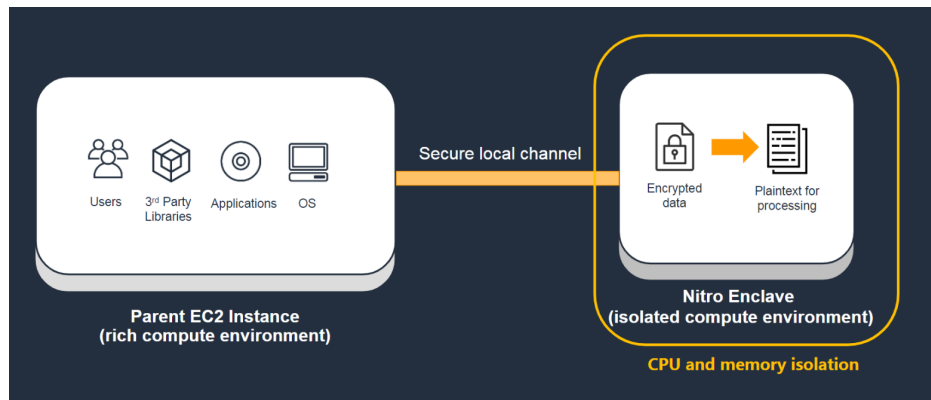 Users
3rd Party
Libraries
Applications
OS
Parent EC2 Instance
(rich compute environment)
Secure local channel
Encrypted
data
Plaintext for
processing
Nitro Enclave
(isolated compute environment)
CPU and memory isolation